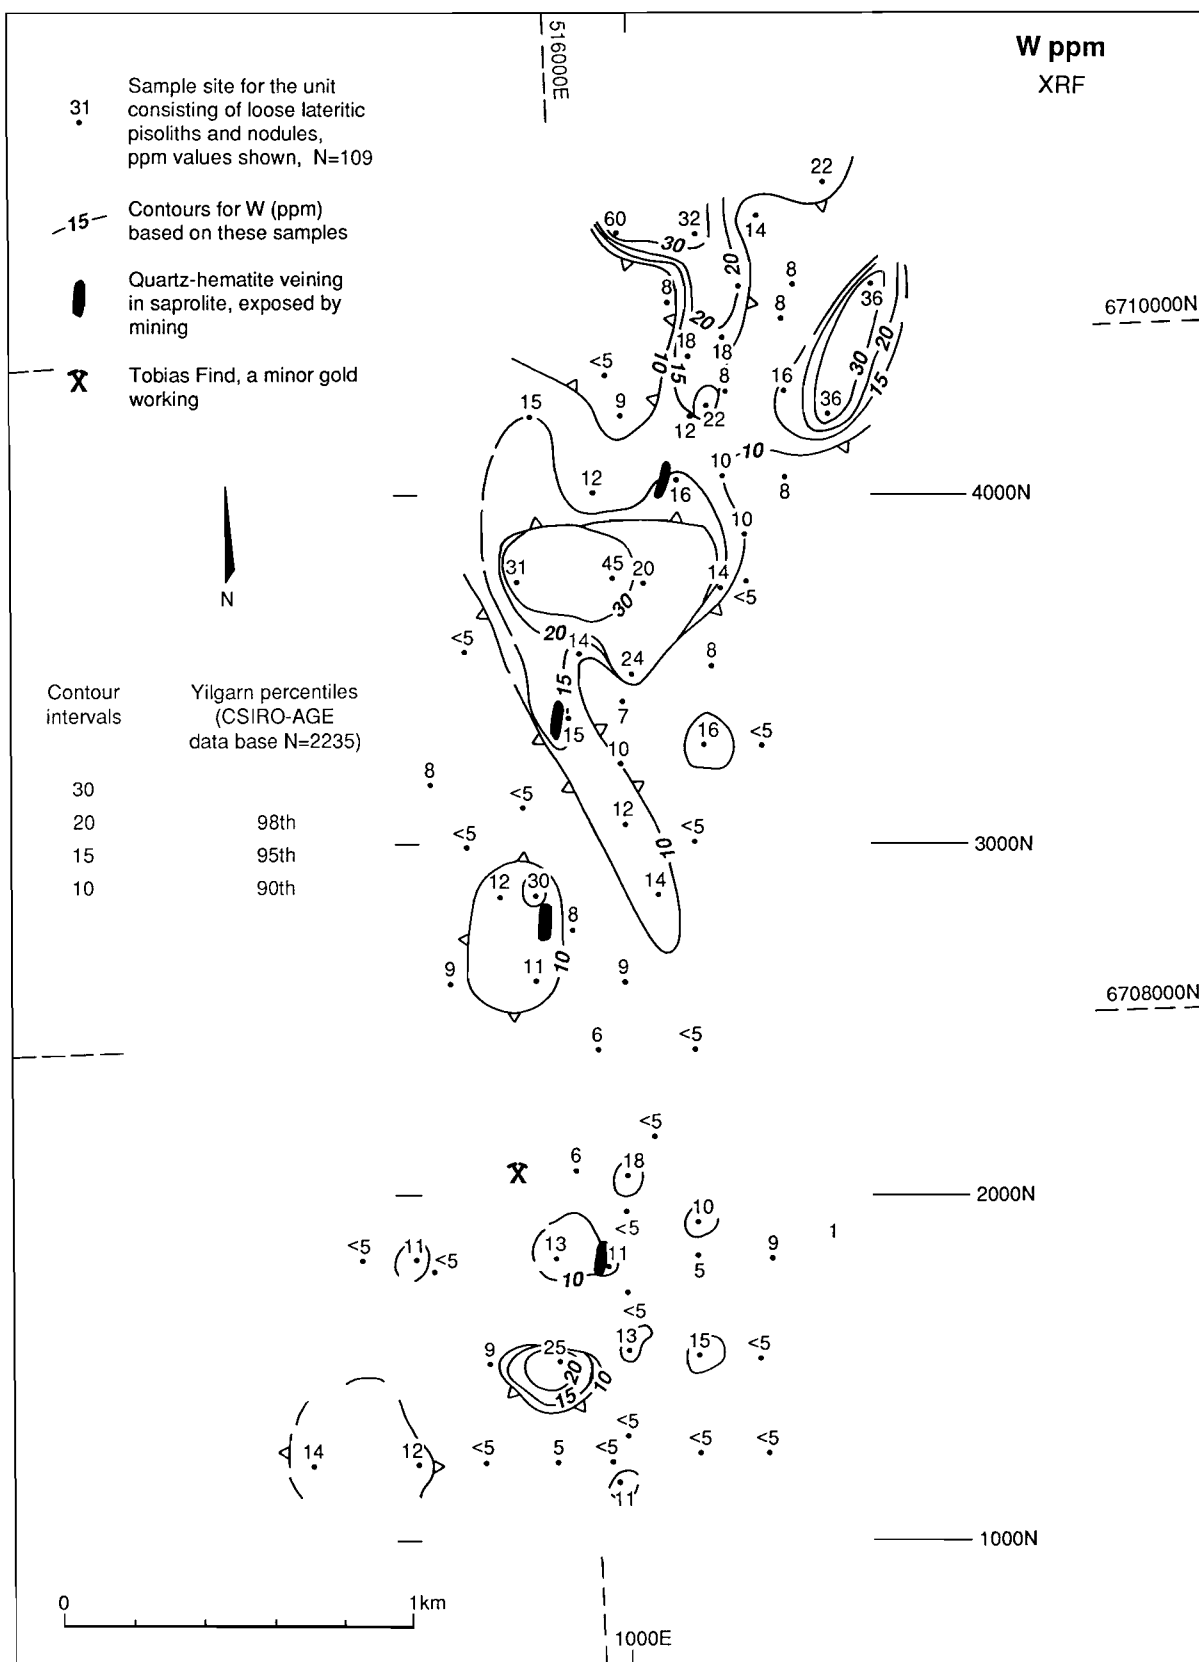 516000E
W ppm
XRF
31
Sample site for the unit
consisting of loose lateritic
pisoliths and nodules,
ppm values shown, N=109
15
Contours for W (ppm)
based on these samples
Quartz-hematite veining
in saprolite, exposed by
mining
Tobias Find, a minor gold
working
N
Contour
intervals
Yilgarn percentiles
(CSIRO-AGE
data base N=2235)
30
20 98th
15 95th
10 90th
22
60 32 14
30
20
8 8 36
8
6710000N
20
18 18
10 15
30 20 15
<5
8 16
15 9 12 22 36
10
12 16 10 8
4000N
10
31 45 20 14
30
<5
20 14
<5 24 8
15
7
15 16 <5
10
8
<5 12
<5 <5
3000N
10
12 30 14
8
10
9 11 9
6708000N
6 <5
<5
6 18
2000N
10
<5 1
<5 11 <5 13 11 5 9
10
<5
13 15 <5
9 25
20 10
15
<5
14 12 <5 5 <5 <5 <5
11
1000N
0 1km
1000E